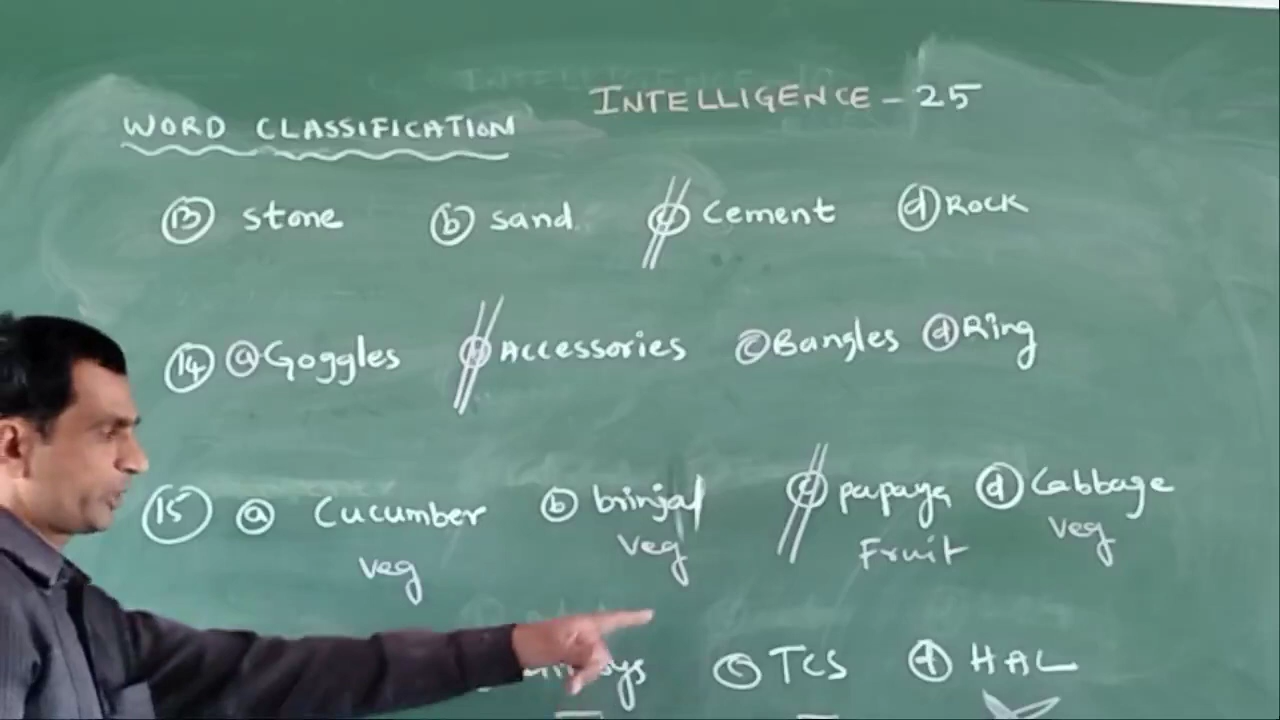 INTELLIGENCE - 25
WORD CLASSIFICATION
13 stone b sand. c Cement d Rock
14 a Goggles b Accessories c Bangles d Ring
15 a Cucumber b brinjal c papaya d Cabbage
veg veg Fruit veg
c TCS d HAL